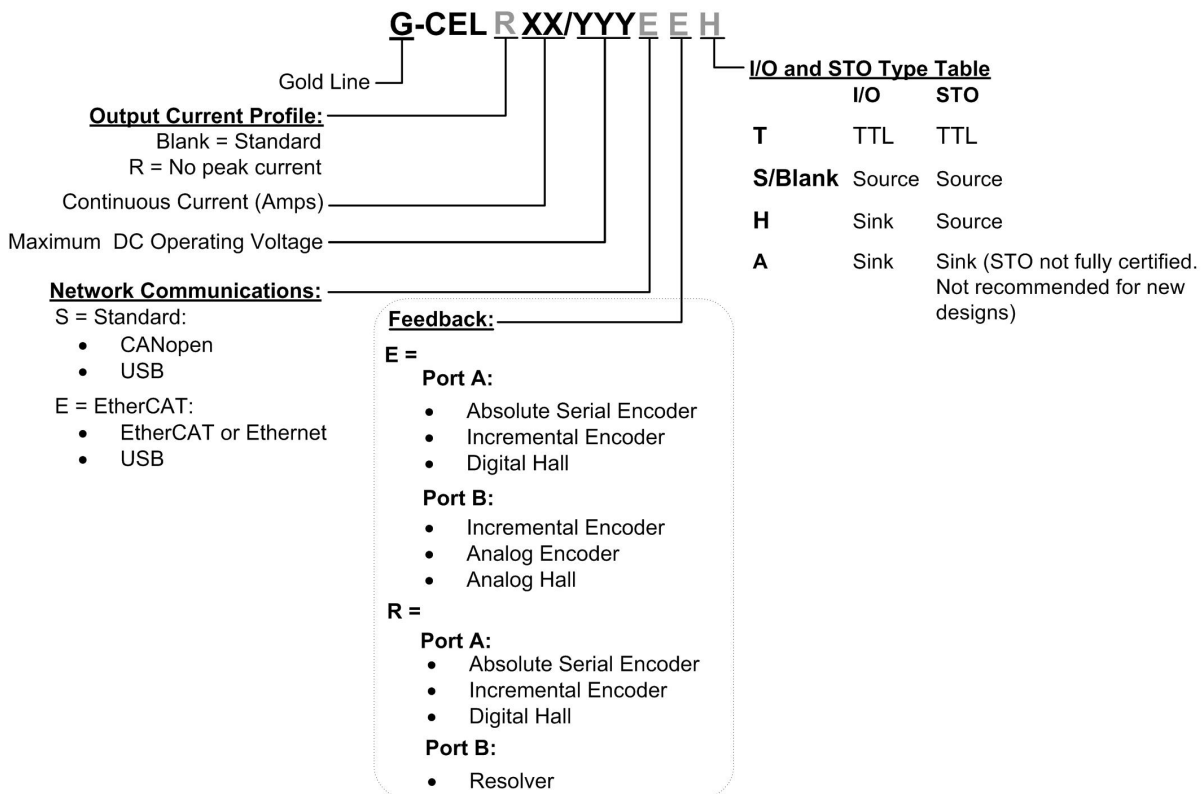 G-CEL R XX/YYY E E H
Gold Line
Output Current Profile:
Blank = Standard
R = No peak current
Continuous Current (Amps)
Maximum DC Operating Voltage
Network Communications:
S = Standard:
• CANopen
• USB
E = EtherCAT:
• EtherCAT or Ethernet
• USB
Feedback:
E =
Port A:
• Absolute Serial Encoder
• Incremental Encoder
• Digital Hall
Port B:
• Incremental Encoder
• Analog Encoder
• Analog Hall
R =
Port A:
• Absolute Serial Encoder
• Incremental Encoder
• Digital Hall
Port B:
• Resolver
I/O and STO Type Table
I/O STO
T TTL TTL
S/Blank Source Source
H Sink Source
A Sink Sink (STO not fully certified.
Not recommended for new
designs)